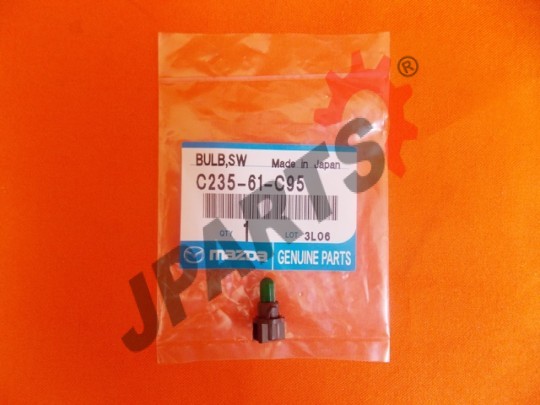 BULB,SW Made in Japan
C235-61-C95
QTY 1 LOT 3L06
mazda GENUINE PARTS
JPARTS ®